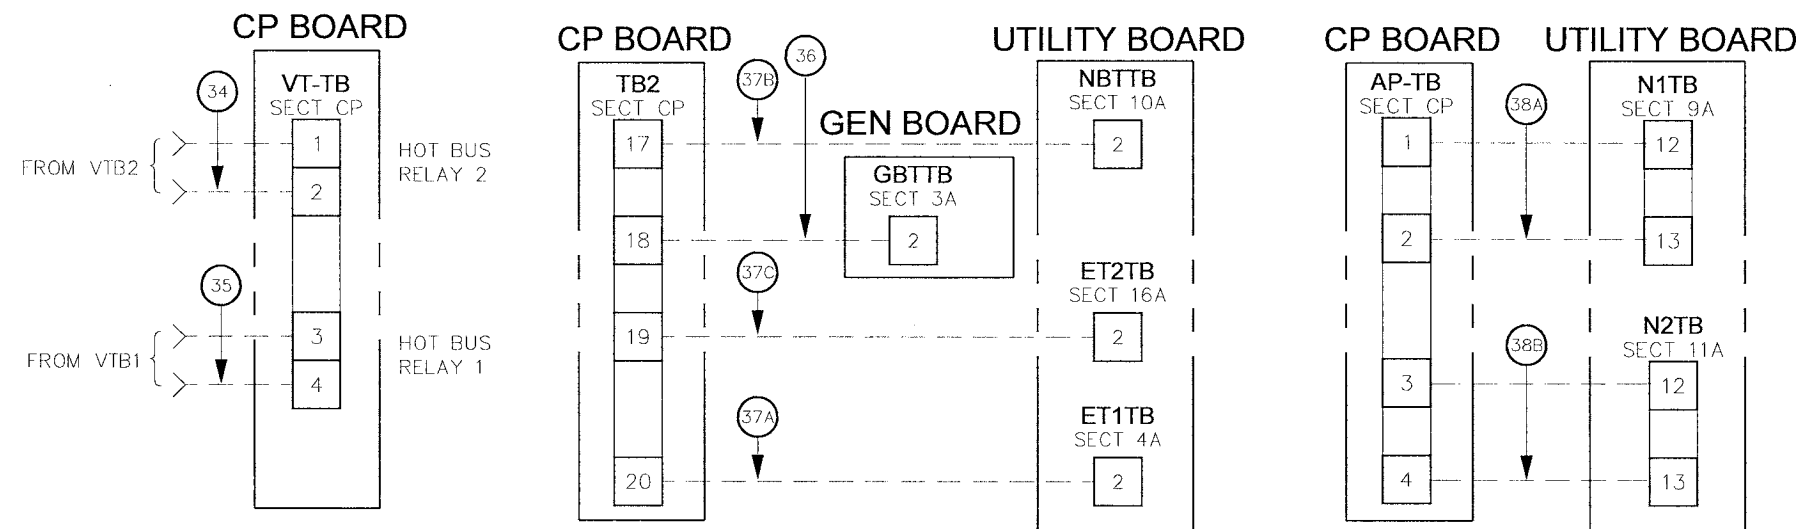 CP BOARD
34
VT-TB
SECT CP
1
2
3
4
FROM VTB2
HOT BUS
RELAY 2
35
FROM VTB1
HOT BUS
RELAY 1
CP BOARD
TB2
SECT CP
17
18
19
20
37B
36
37C
37A
GEN BOARD
GBTTB
SECT 3A
2
UTILITY BOARD
NBTTB
SECT 10A
2
ET2TB
SECT 16A
2
ET1TB
SECT 4A
2
CP BOARD
AP-TB
SECT CP
1
2
3
4
38A
38B
UTILITY BOARD
N1TB
SECT 9A
12
13
N2TB
SECT 11A
12
13